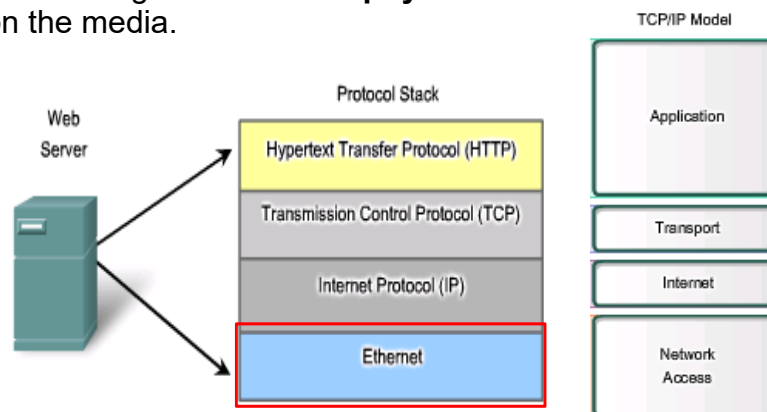 on the media.
TCP/IP Model
Protocol Stack
Web
Server
Hypertext Transfer Protocol (HTTP)
Transmission Control Protocol (TCP)
Internet Protocol (IP)
Ethernet
Application
Transport
Internet
Network
Access